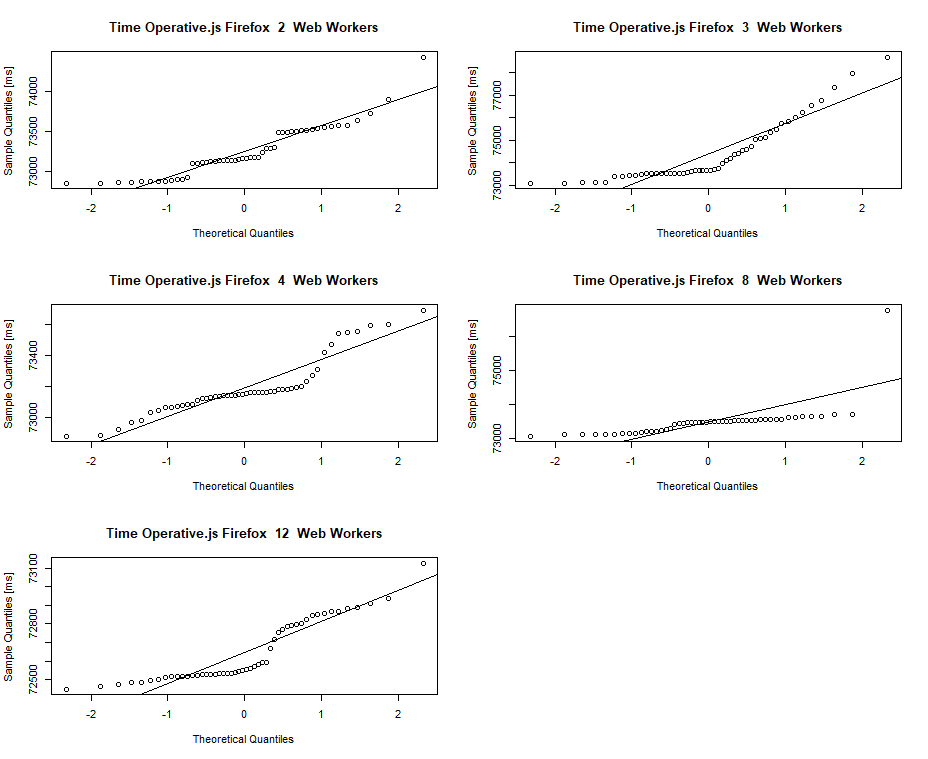 Time Operative.js Firefox 2 Web Workers
Sample Quantiles [ms]
73000 73500 74000
-2 -1 0 1 2
Theoretical Quantiles
Time Operative.js Firefox 3 Web Workers
Sample Quantiles [ms]
73000 75000 77000
-2 -1 0 1 2
Theoretical Quantiles
Time Operative.js Firefox 4 Web Workers
Sample Quantiles [ms]
73000 73400
-2 -1 0 1 2
Theoretical Quantiles
Time Operative.js Firefox 8 Web Workers
Sample Quantiles [ms]
73000 75000
-2 -1 0 1 2
Theoretical Quantiles
Time Operative.js Firefox 12 Web Workers
Sample Quantiles [ms]
72500 72800 73100
-2 -1 0 1 2
Theoretical Quantiles